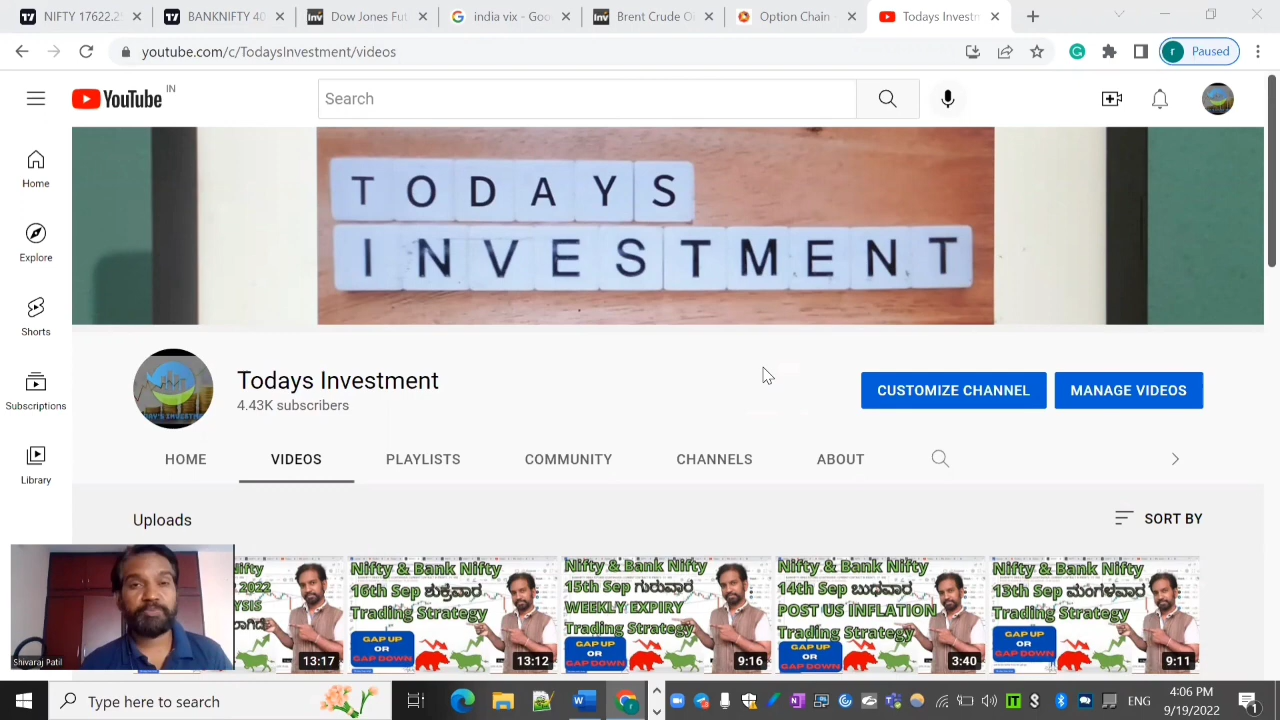 NIFTY 17622.2
BANKNIFTY 40
Inv
DowJones Fut
india vix - Goo
Inv
Brent Crude O
Option Chain
Todays Investm
youtube.com/c/TodaysInvestment/videos
r
Paused
YouTube IN
Search
TODAYS
INVESTMENT
Home
Explore
Shorts
Subscriptions
Library
Todays Investment
4.43K subscribers
CUSTOMIZE CHANNEL
MANAGE VIDEOS
HOME
VIDEOS
PLAYLISTS
COMMUNITY
CHANNELS
ABOUT
Uploads
SORT BY
13:17
Nifty & Bank Nifty
16th Sep ಶುಕ್ರವಾರ
Trading Strategy
GAP UP
OR
GAP DOWN
13:12
Nifty & Bank Nifty
15th Sep ಗುರುವಾರ
WEEKLY EXPIRY
Trading Strategy
GAP UP
OR
GAP DOWN
9:16
Nifty & Bank Nifty
14th Sep ಬುಧವಾರ
POST US INFLATION
Trading Strategy
GAP UP
OR
GAP DOWN
3:40
Nifty & Bank Nifty
13th Sep ಮಂಗಳವಾರ
Trading Strategy
GAP UP
OR
GAP DOWN
9:11
Shivaraj Patil
Type here to search
ENG
4:06 PM
9/19/2022
1